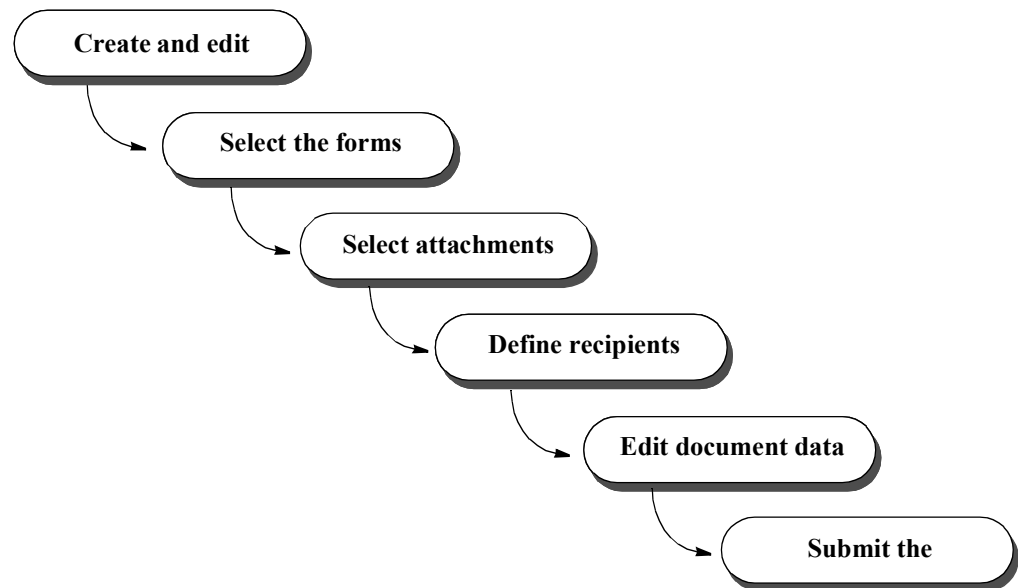 Create and edit
Select the forms
Select attachments
Define recipients
Edit document data
Submit the